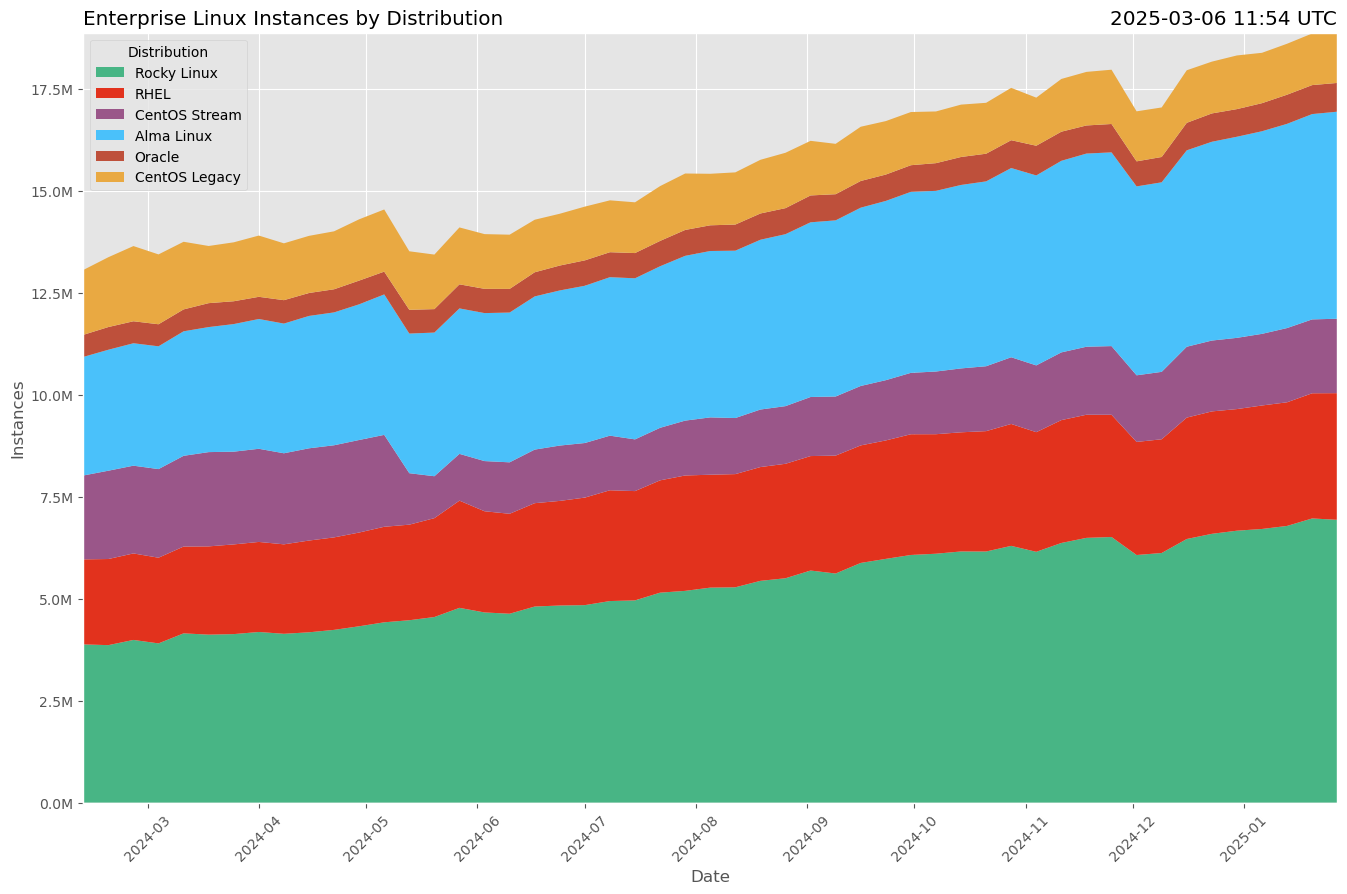 Enterprise Linux Instances by Distribution
2025-03-06 11:54 UTC
Distribution
Rocky Linux
RHEL
CentOS Stream
Alma Linux
Oracle
CentOS Legacy
17.5M
15.0M
12.5M
10.0M
7.5M
5.0M
2.5M
0.0M
Instances
2024-03
2024-04
2024-05
2024-06
2024-07
2024-08
2024-09
2024-10
2024-11
2024-12
2025-01
Date